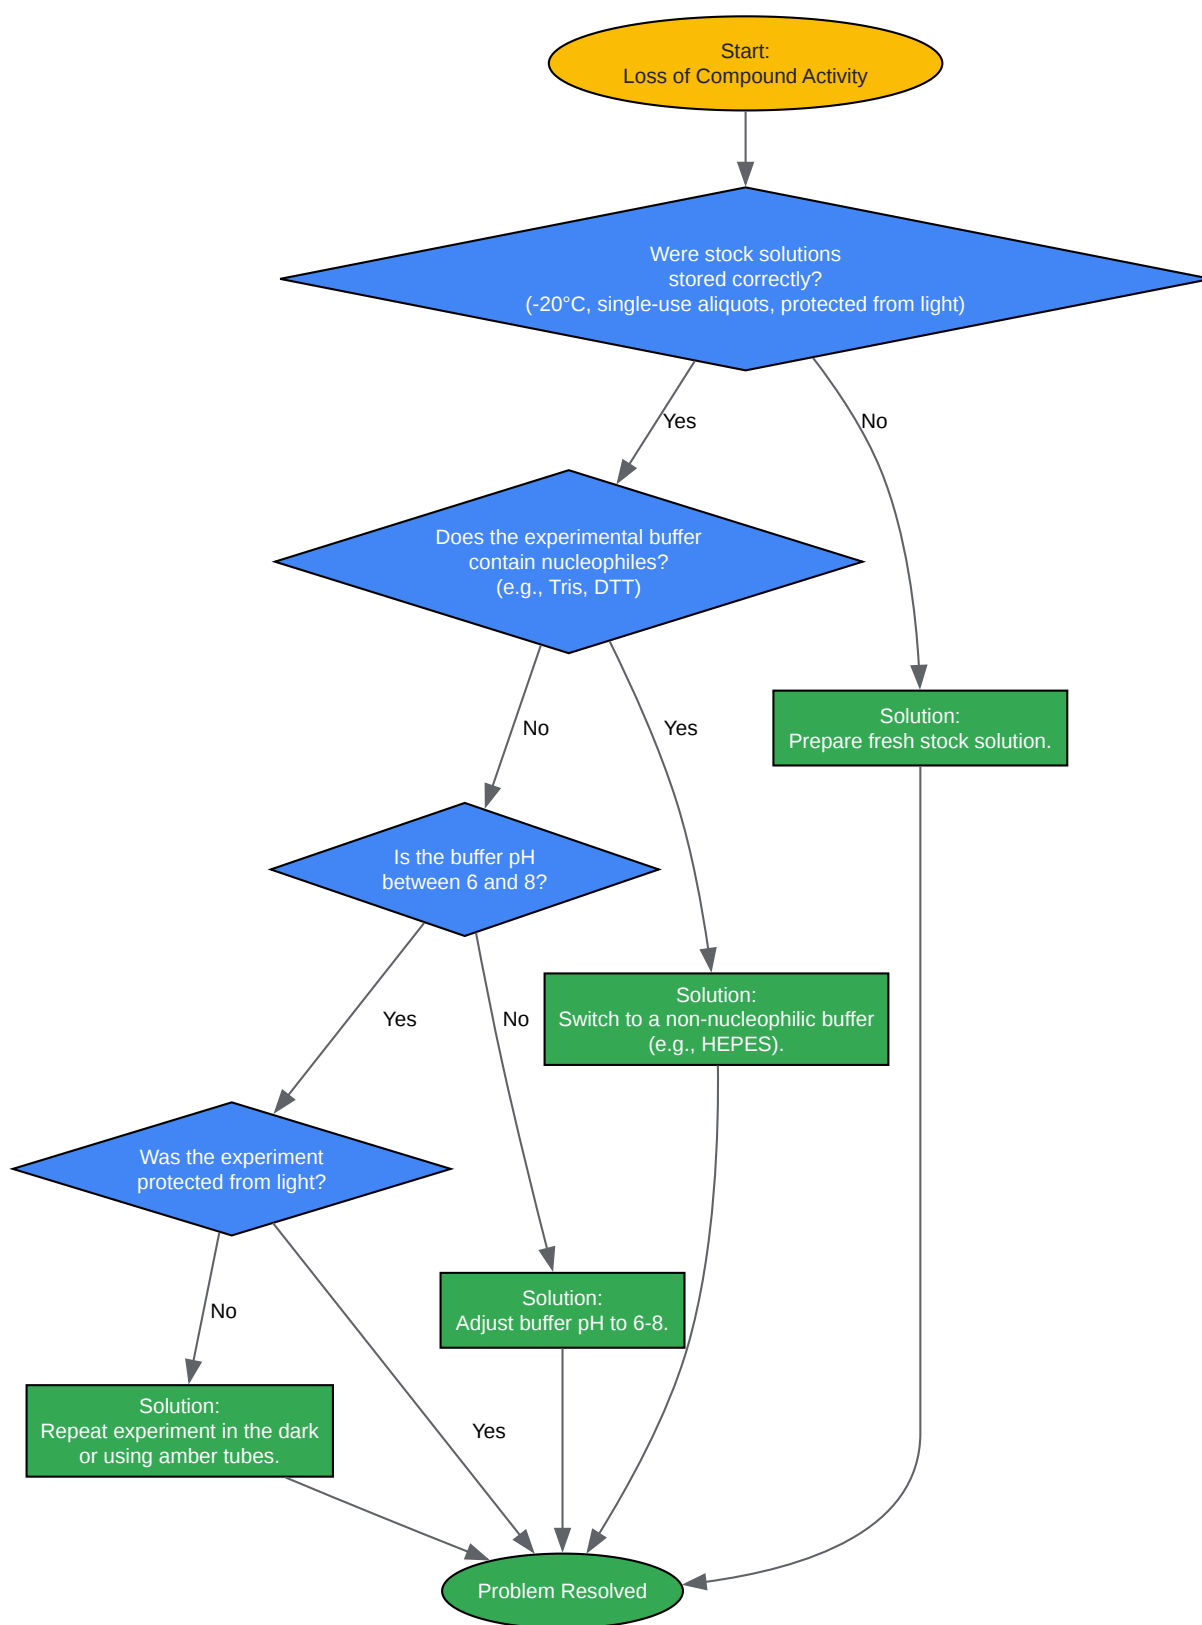 Start:
Loss of Compound Activity
Were stock solutions
stored correctly?
(-20°C, single-use aliquots, protected from light)
Yes
No
Does the experimental buffer
contain nucleophiles?
(e.g., Tris, DTT)
No
Yes
Solution:
Prepare fresh stock solution.
Is the buffer pH
between 6 and 8?
Yes
No
Solution:
Switch to a non-nucleophilic buffer
(e.g., HEPES).
Was the experiment
protected from light?
No
Yes
Solution:
Adjust buffer pH to 6-8.
Solution:
Repeat experiment in the dark
or using amber tubes.
Problem Resolved